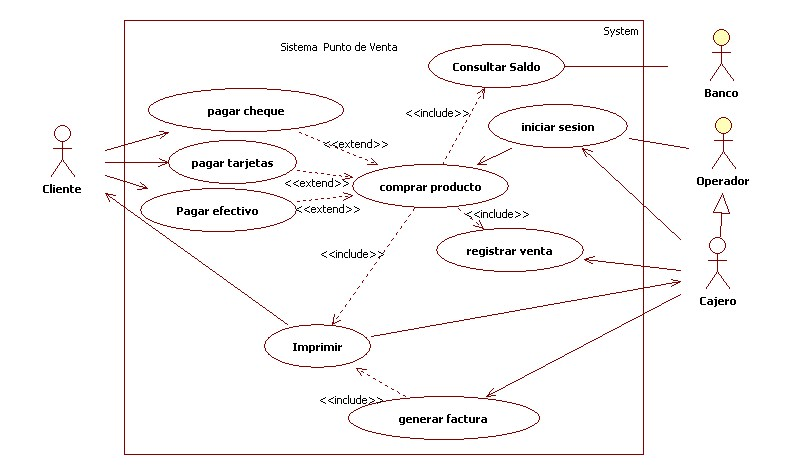 System
Sistema Punto de Venta
Consultar Saldo
Banco
pagar cheque
<<include>>
iniciar sesion
<<extend>>
Cliente
pagar tarjetas
Operador
<<extend>>
comprar producto
Pagar efectivo
<<extend>>
<<include>>
registrar venta
<<include>>
Cajero
Imprimir
<<include>>
generar factura